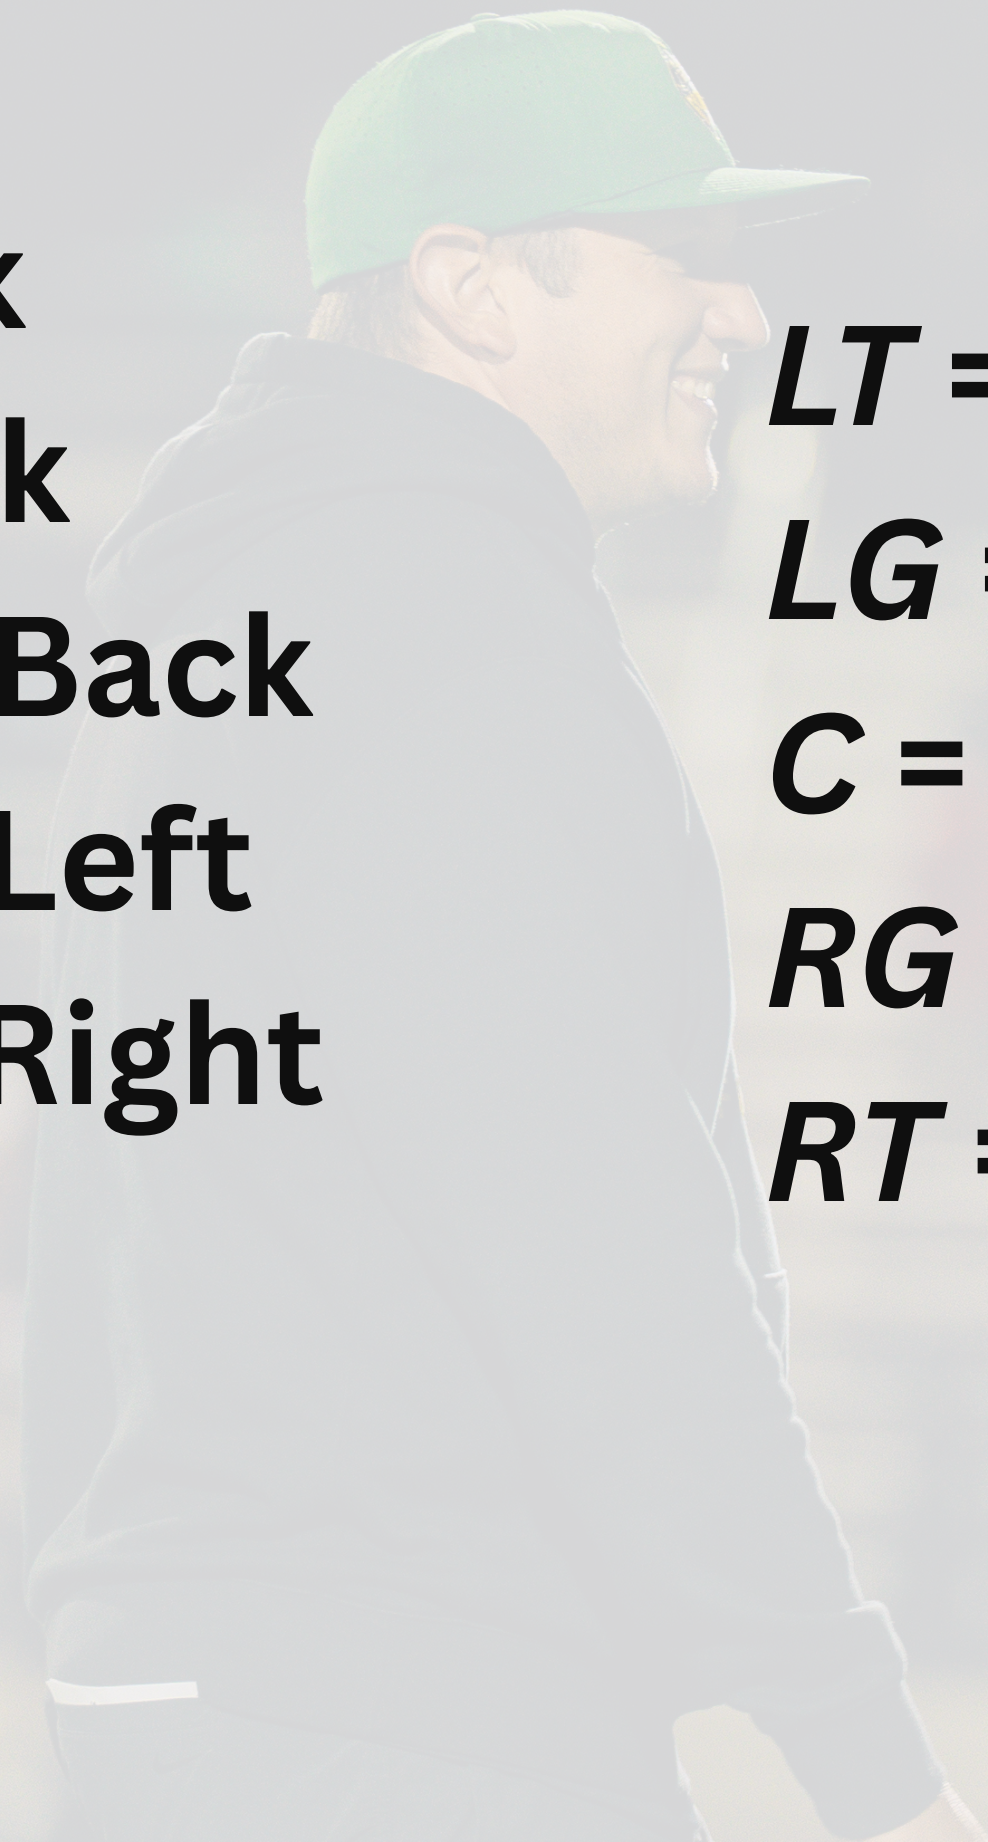 k
k
Back
Left
Right
LT =
LG =
C =
RG
RT =